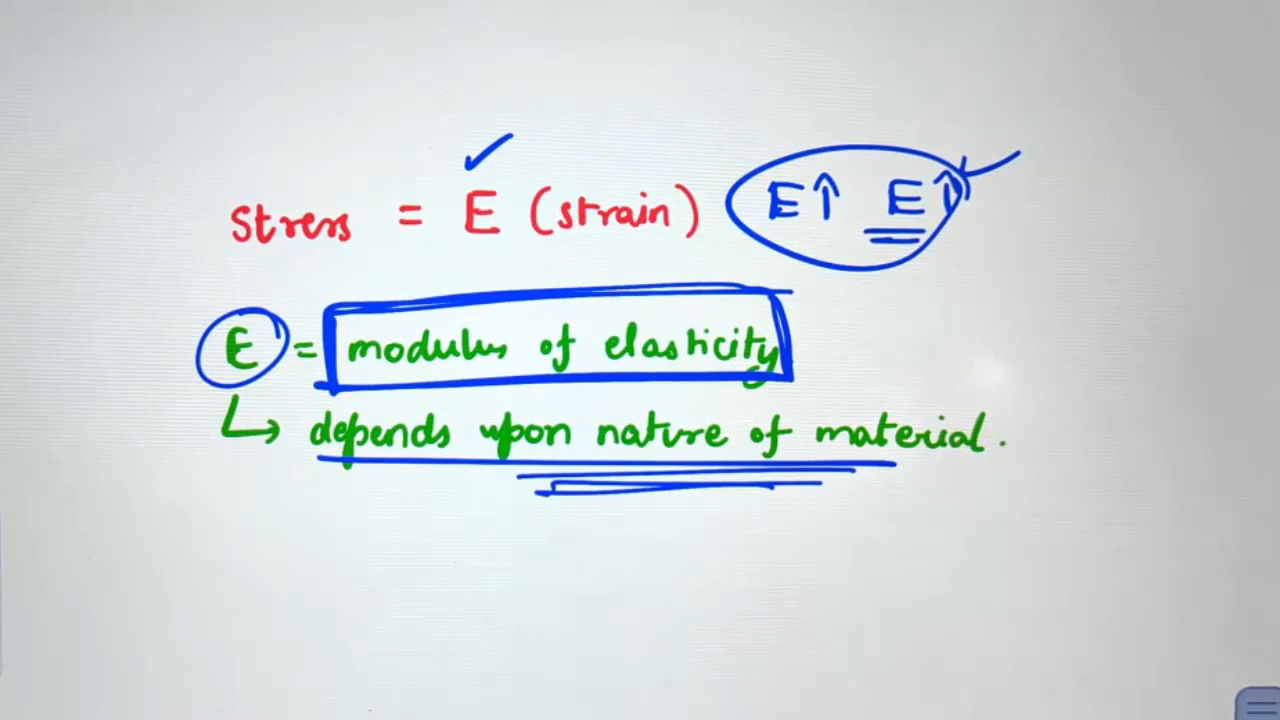 Stress = E (strain) E↑ E↑
E = modulus of elasticity
↳ depends upon nature of material.